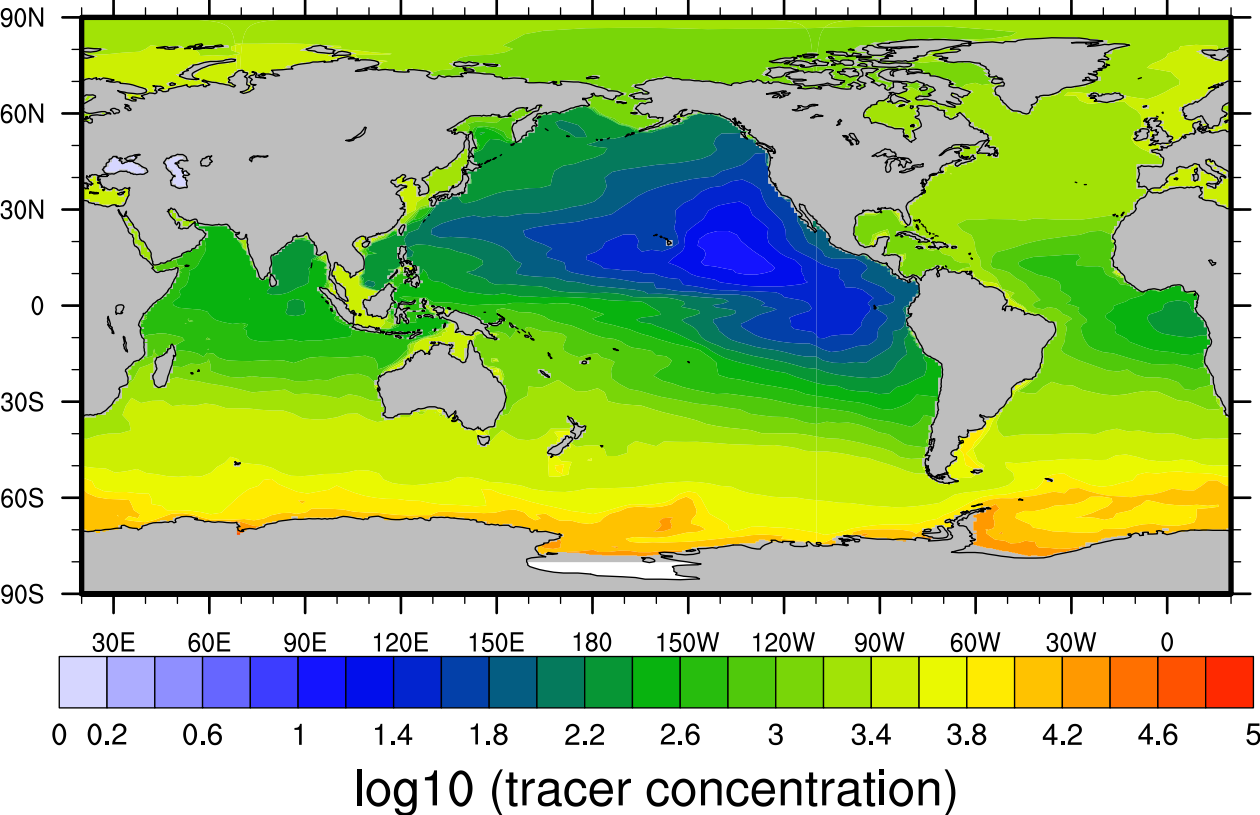 90N
60N
30N
0
30S
60S
90S
30E 60E 90E 120E 150E 180 150W 120W 90W 60W 30W 0
0 0.2 0.6 1 1.4 1.8 2.2 2.6 3 3.4 3.8 4.2 4.6 5
log10 (tracer concentration)